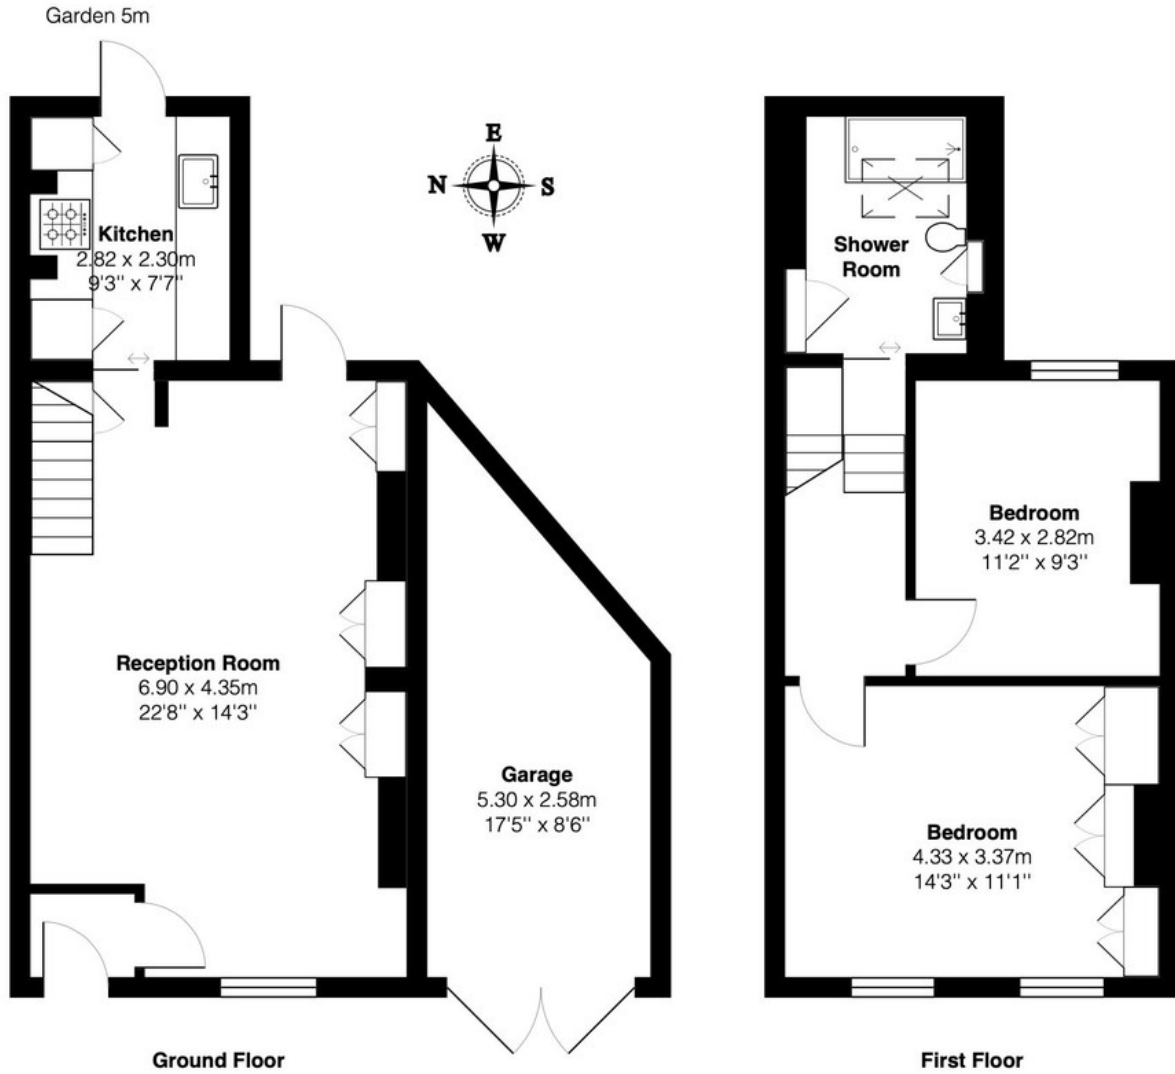 Garden 5m
E
N
S
W
Kitchen
2.82 x 2.30m
9'3" x 7'7"
Shower
Room
Bedroom
3.42 x 2.82m
11'2" x 9'3"
Reception Room
6.90 x 4.35m
22'8" x 14'3"
Garage
5.30 x 2.58m
17'5" x 8'6"
Bedroom
4.33 x 3.37m
14'3" x 11'1"
Ground Floor
First Floor